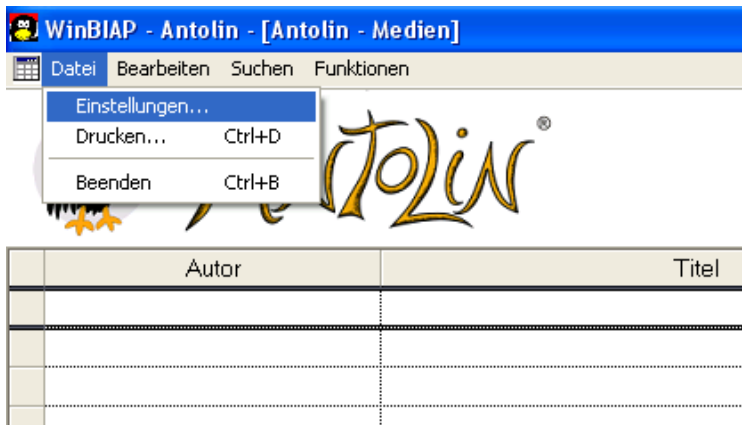 WinBIAP - Antolin - [Antolin - Medien]
Datei Bearbeiten Suchen Funktionen
Einstellungen...
Drucken... Ctrl+D
Beenden Ctrl+B
®
Autor Titel